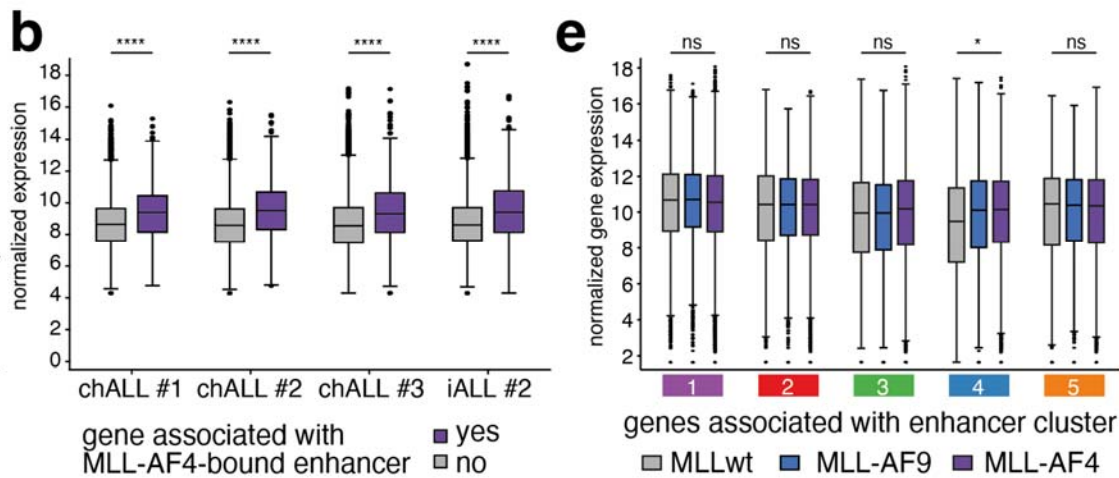 b
**** **** **** ****
normalized expression
18
16
14
12
10
8
6
4
2
0
chALL #1 chALL #2 chALL #3 iALL #2
gene associated with
MLL-AF4-bound enhancer
yes
no
e
ns ns ns * ns
normalized gene expression
18
16
14
12
10
8
6
4
2
1 2 3 4 5
genes associated with enhancer cluster
MLLwt MLL-AF9 MLL-AF4